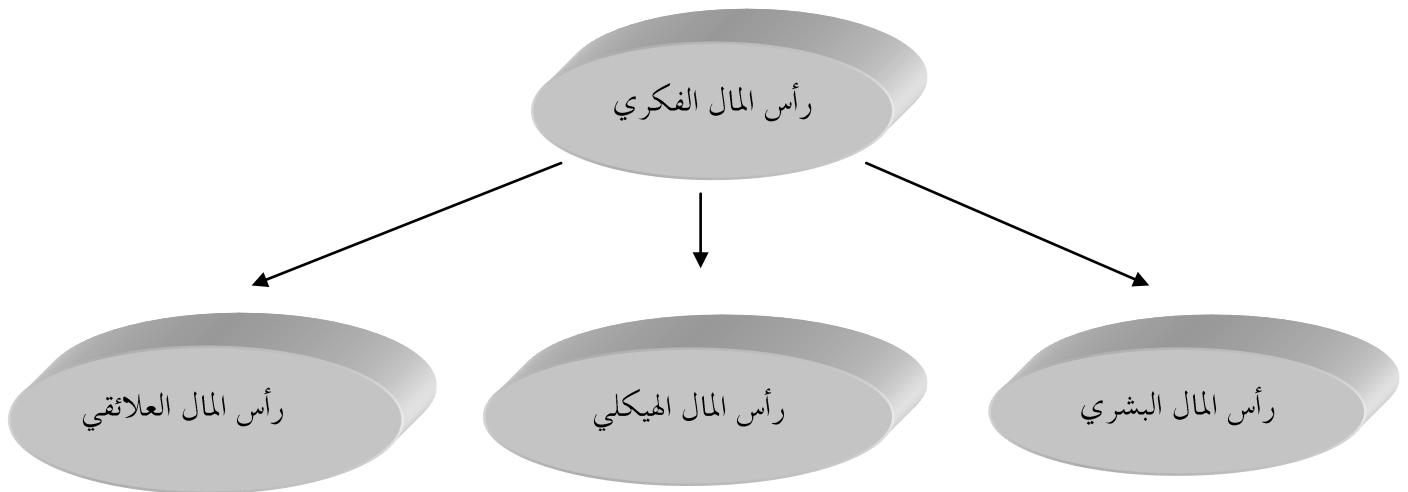 رأس المال الفكري
رأس المال البشري
رأس المال الهيكلي
رأس المال العلائقي